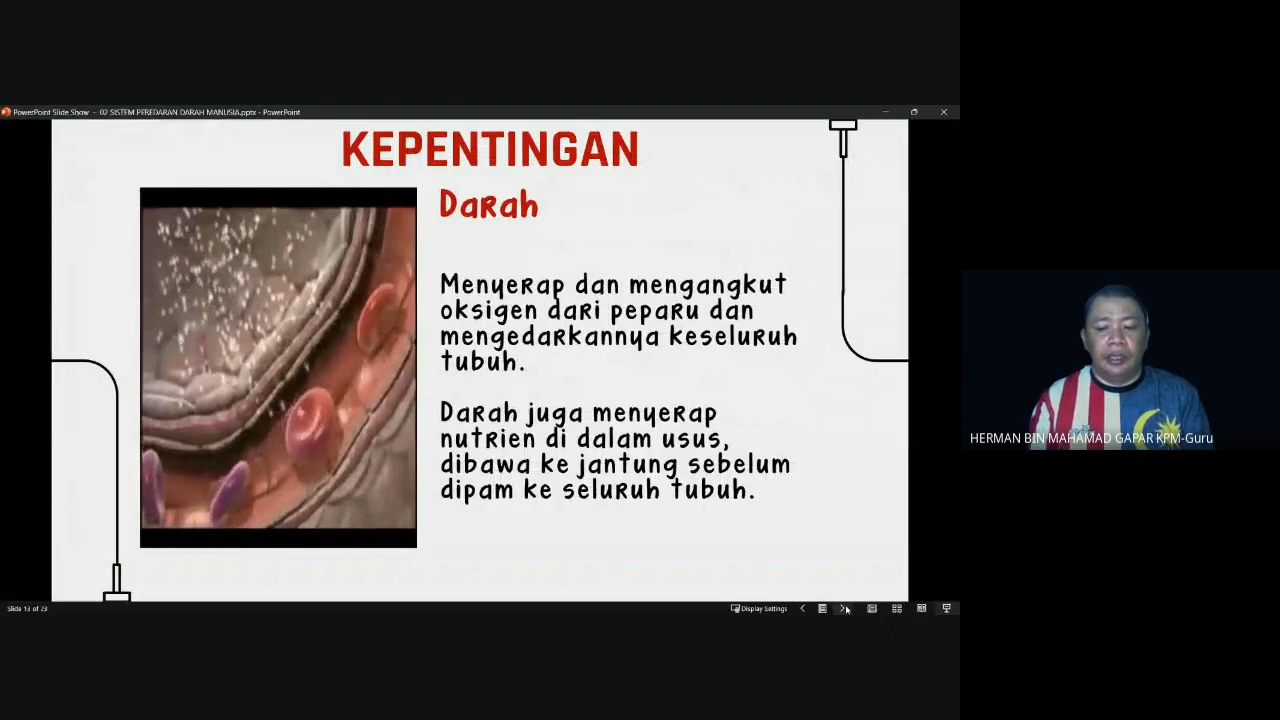 PowerPoint Slide Show - 02 SISTEM PEREDARAN DARAH MANUSIA.pptx - PowerPoint
KEPENTINGAN
Darah
Menyerap dan mengangkut
oksigen dari peparu dan
mengedarkannya keseluruh
tubuh.
Darah juga menyerap
nutrien di dalam usus,
dibawa ke jantung sebelum
dipam ke seluruh tubuh.
HERMAN BIN MAHAMAD GAPAR KPM-Guru
Slide 13 of 23
Display Settings